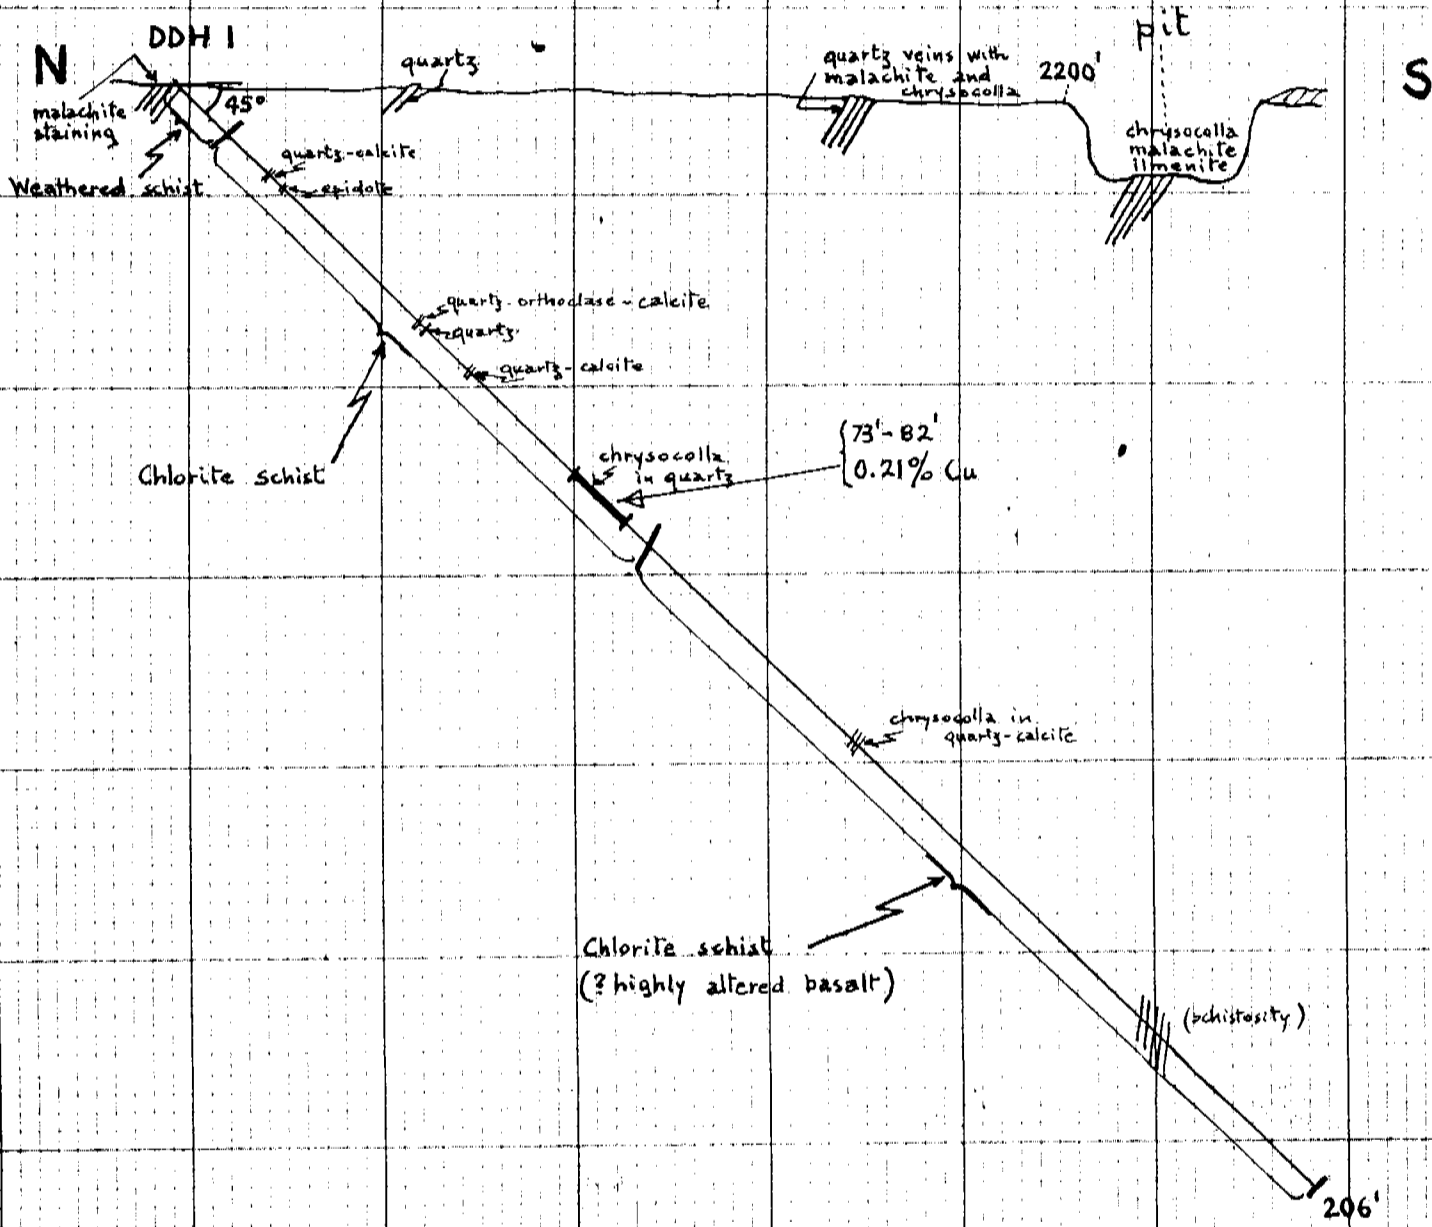 N
DDH 1
S
pit
malachite
staining
45°
quartz
quartz veins with
malachite and
chrysocolla
2200'
chrysocolla
malachite
ilmenite
Weathered schist
quartz-calcite
epidote
quartz-orthoclase-calcite
quartz
quartz-calcite
Chlorite schist
chrysocolla
in quartz
73'-82'
0.21% Cu
chrysocolla in
quartz-calcite
Chlorite schist
(? highly altered basalt)
(schistosity)
206'